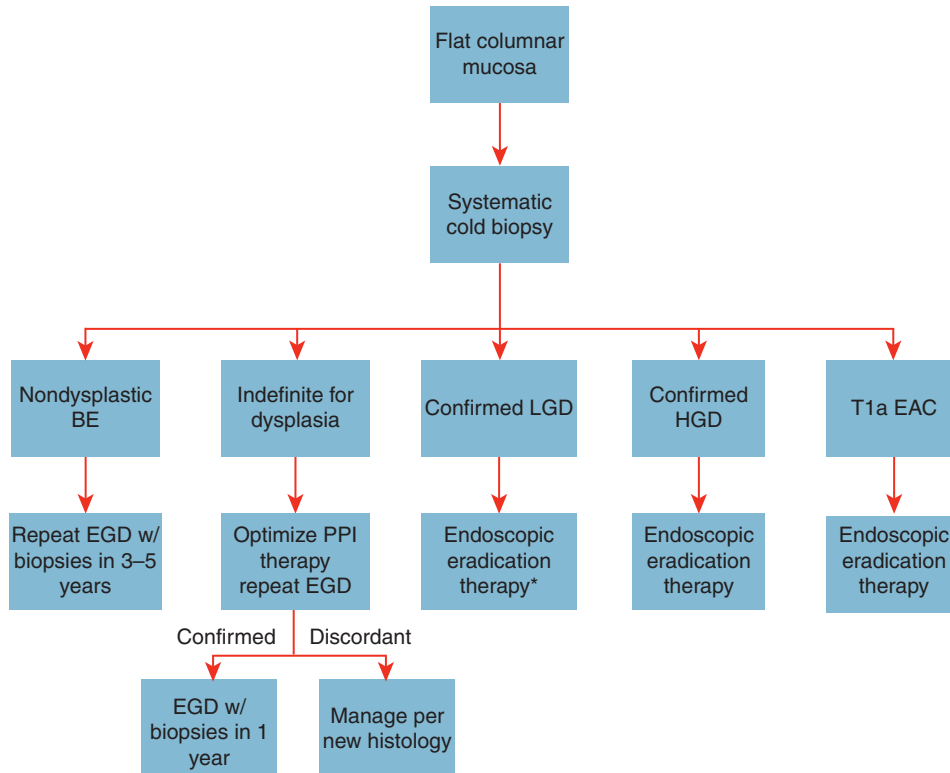 Flat columnar
mucosa
Systematic
cold biopsy
Nondysplastic
BE
Indefinite for
dysplasia
Confirmed LGD
Confirmed
HGD
T1a EAC
Repeat EGD w/
biopsies in 3–5
years
Optimize PPI
therapy
repeat EGD
Endoscopic
eradication
therapy*
Endoscopic
eradication
therapy
Endoscopic
eradication
therapy
Confirmed
Discordant
EGD w/
biopsies in 1
year
Manage per
new histology